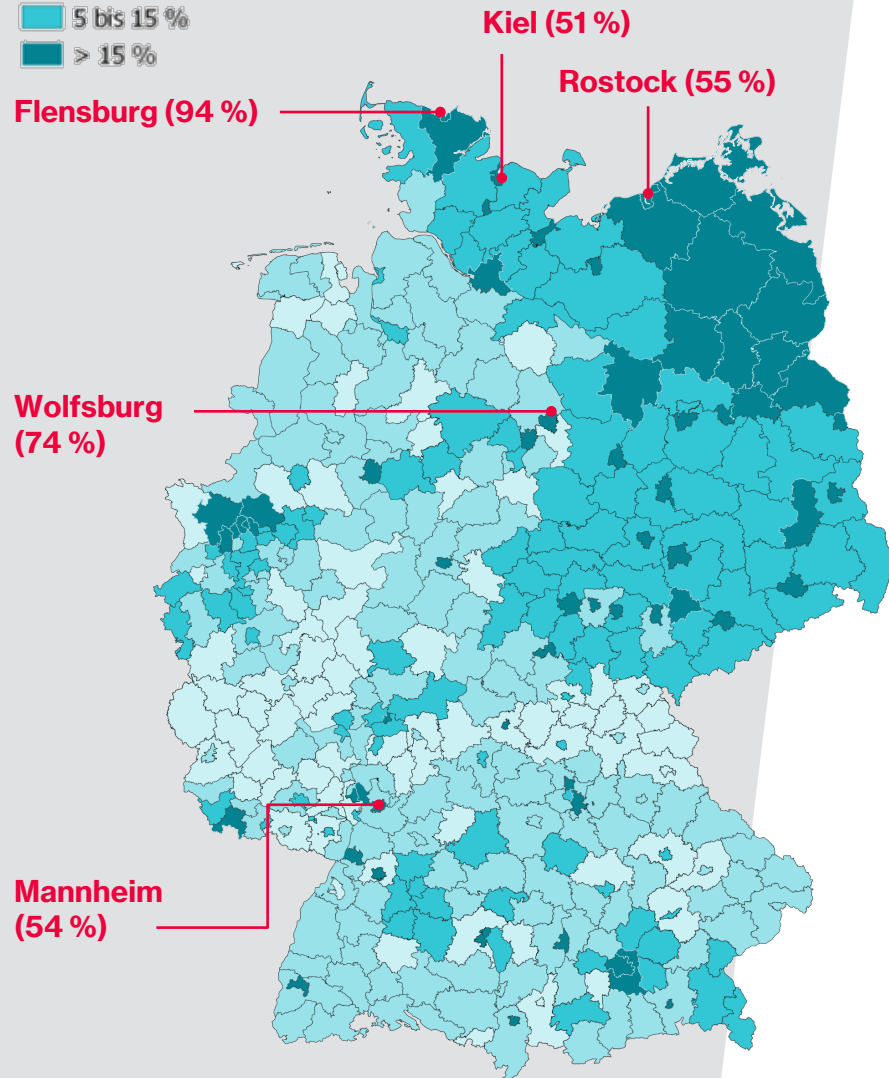 5 bis 15 %
> 15 %
Kiel (51 %)
Rostock (55 %)
Flensburg (94 %)
Wolfsburg
(74 %)
Mannheim
(54 %)